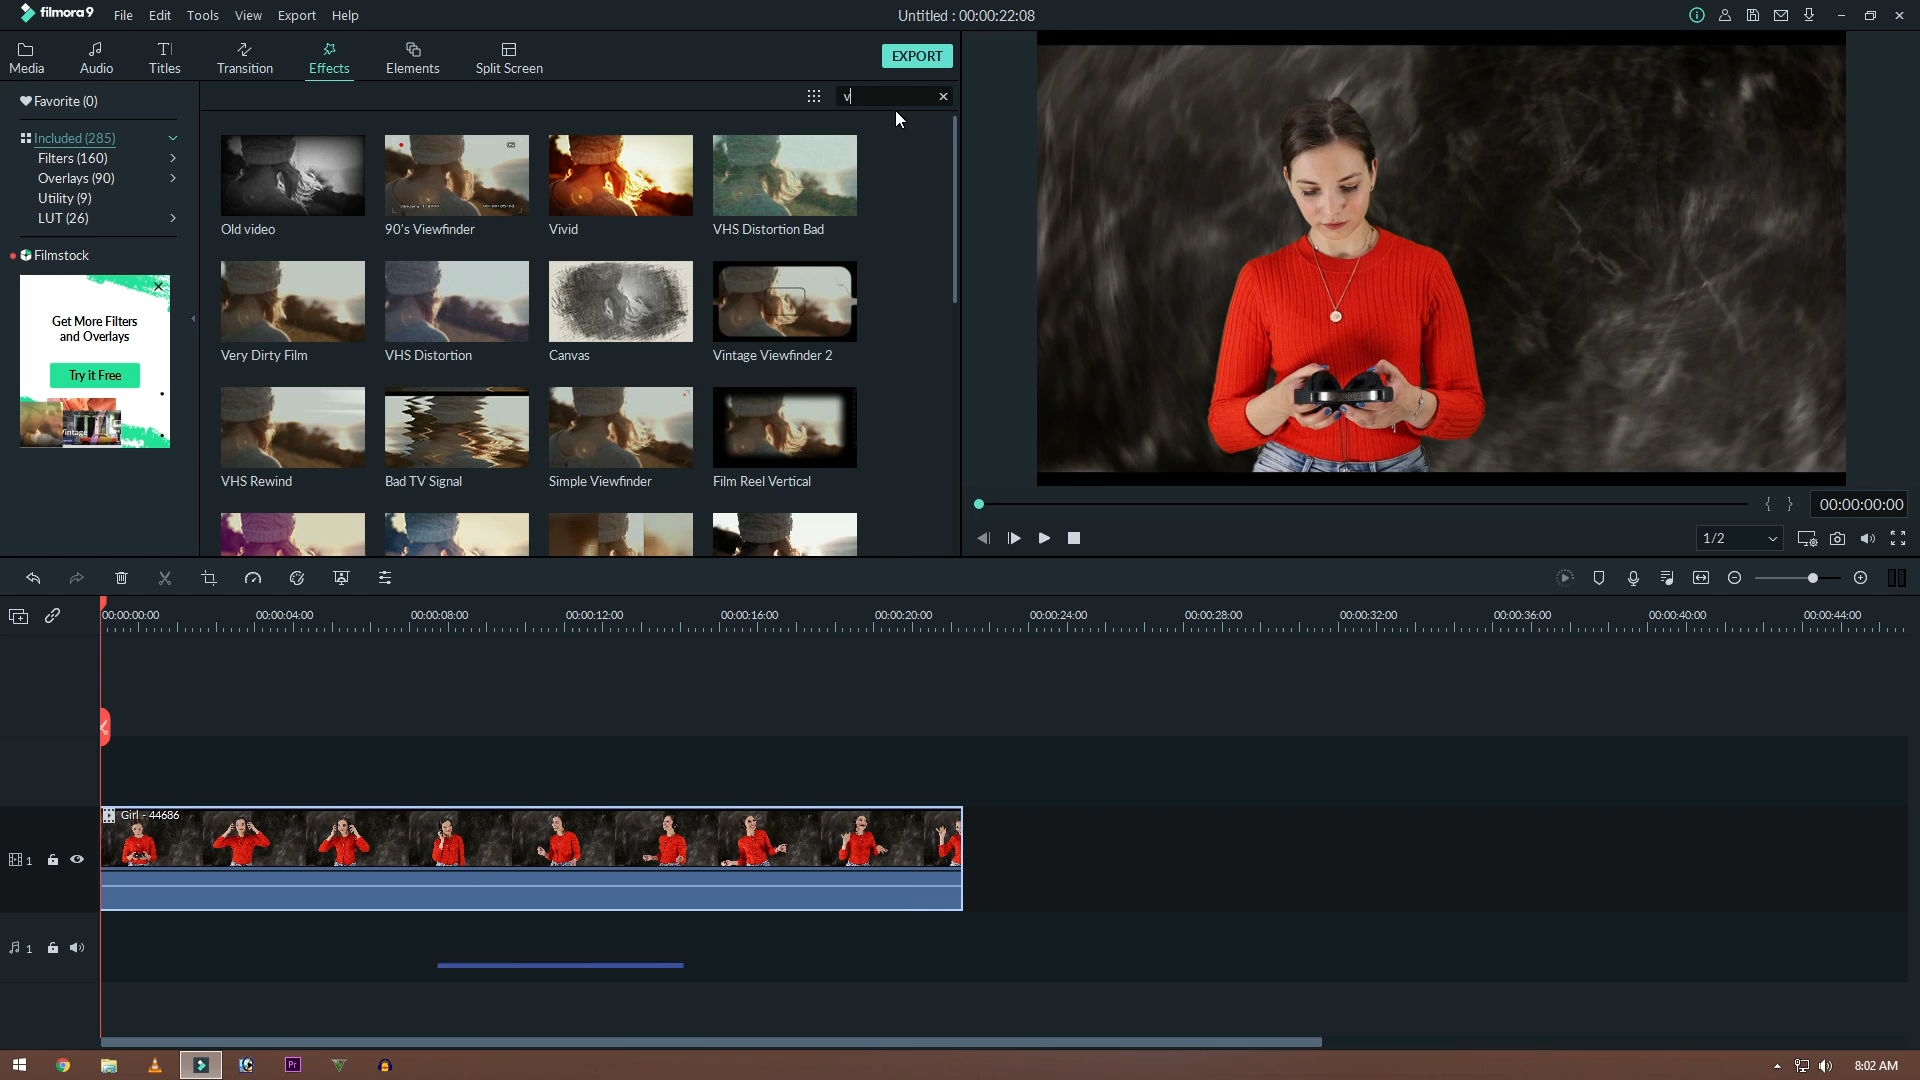 filmora9 File Edit Tools View Export Help Untitled : 00:00:22:08
Media Audio Titles Transition Effects Elements Split Screen EXPORT
Favorite (0)
Included (285)
Filters (160)
Overlays (90)
Utility (9)
LUT (26)
Filmstock
Get More Filters
and Overlays
Try it Free
v
Old video 90's Viewfinder Vivid VHS Distortion Bad
Very Dirty Film VHS Distortion Canvas Vintage Viewfinder 2
VHS Rewind Bad TV Signal Simple Viewfinder Film Reel Vertical
00:00:00:00
1/2
00:00:00:00 00:00:04:00 00:00:08:00 00:00:12:00 00:00:16:00 00:00:20:00 00:00:24:00 00:00:28:00 00:00:32:00 00:00:36:00 00:00:40:00 00:00:44:00
Girl - 44686
1
1
Pr
8:02 AM